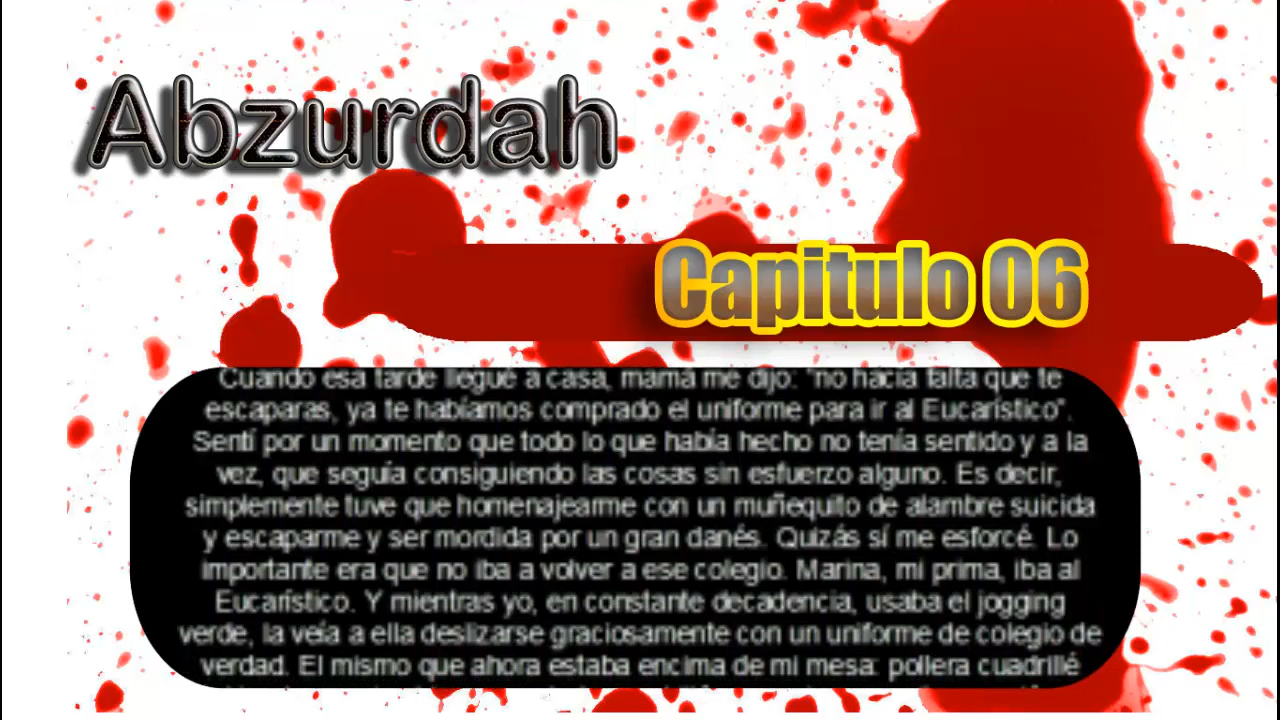 Abzurdah
Capitulo 06
Cuando esa tarde llegué a casa, mamá me dijo: "no hacía falta que te
escaparas, ya te habíamos comprado el uniforme para ir al Eucarístico".
Sentí por un momento que todo lo que había hecho no tenía sentido y a la
vez, que seguía consiguiendo las cosas sin esfuerzo alguno. Es decir,
simplemente tuve que homenajearme con un muñequito de alambre suicida
y escaparme y ser mordida por un gran danés. Quizás sí me esforcé. Lo
importante era que no iba a volver a ese colegio. Marina, mi prima, iba al
Eucarístico. Y mientras yo, en constante decadencia, usaba el jogging
verde, la veía a ella deslizarse graciosamente con un uniforme de colegio de
verdad. El mismo que ahora estaba encima de mi mesa: pollera cuadrillé